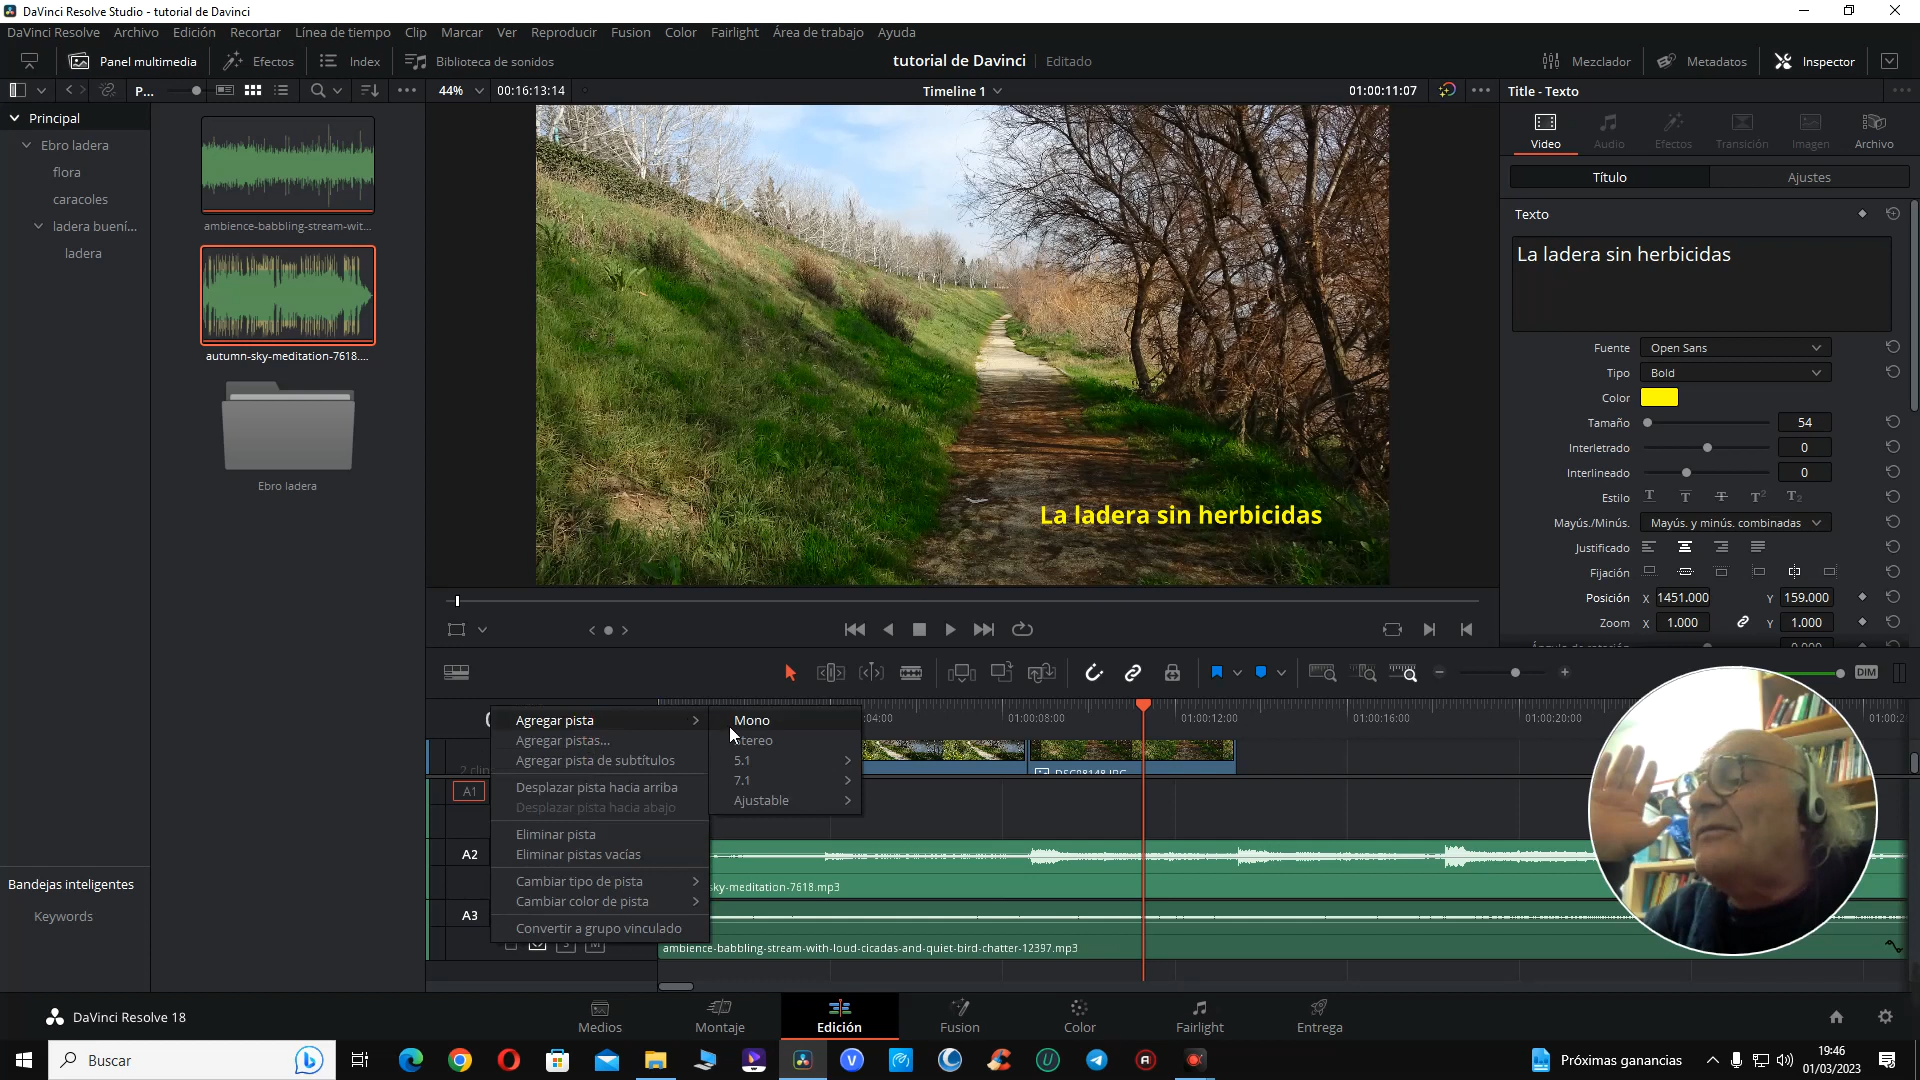 DaVinci Resolve Studio - tutorial de Davinci
DaVinci Resolve Archivo Edición Recortar Línea de tiempo Clip Marcar Ver Reproducir Fusion Color Fairlight Área de trabajo Ayuda
Panel multimedia Efectos Index Biblioteca de sonidos tutorial de Davinci Editado Mezclador Metadatos Inspector
P... 44% 00:16:13:14 Timeline 1 01:00:11:07 Title - Texto
Principal
Ebro ladera
flora
caracoles
ladera buení...
ladera
ambience-babbling-stream-wit...
autumn-sky-meditation-7618....
Ebro ladera
Bandejas inteligentes
Keywords
La ladera sin herbicidas
Video Audio Efectos Transición Imagen Archivo
Título Ajustes
Texto
La ladera sin herbicidas
Fuente Open Sans
Tipo Bold
Color
Tamaño 54
Interletrado 0
Interlineado 0
Estilo T T T T² T₂
Mayús./Minús. Mayús. y minús. combinadas
Justificado
Fijación
Posición X 1451.000 Y 159.000
Zoom X 1.000 Y 1.000
DIM
:04:00 01:00:08:00 01:00:12:00 01:00:16:00 01:00:20:00
Agregar pista
Agregar pistas...
Agregar pista de subtítulos
Desplazar pista hacia arriba
Desplazar pista hacia abajo
Eliminar pista
Eliminar pistas vacías
Cambiar tipo de pista
Cambiar color de pista
Convertir a grupo vinculado
Mono
5.1
7.1
Ajustable
2 clip
A1
A2
A3
S M
DSC08148.JPG
sky-meditation-7618.mp3
ambience-babbling-stream-with-loud-cicadas-and-quiet-bird-chatter-12397.mp3
DaVinci Resolve 18
Medios Montaje Edición Fusion Color Fairlight Entrega
Buscar
Próximas ganancias
19:46
01/03/2023